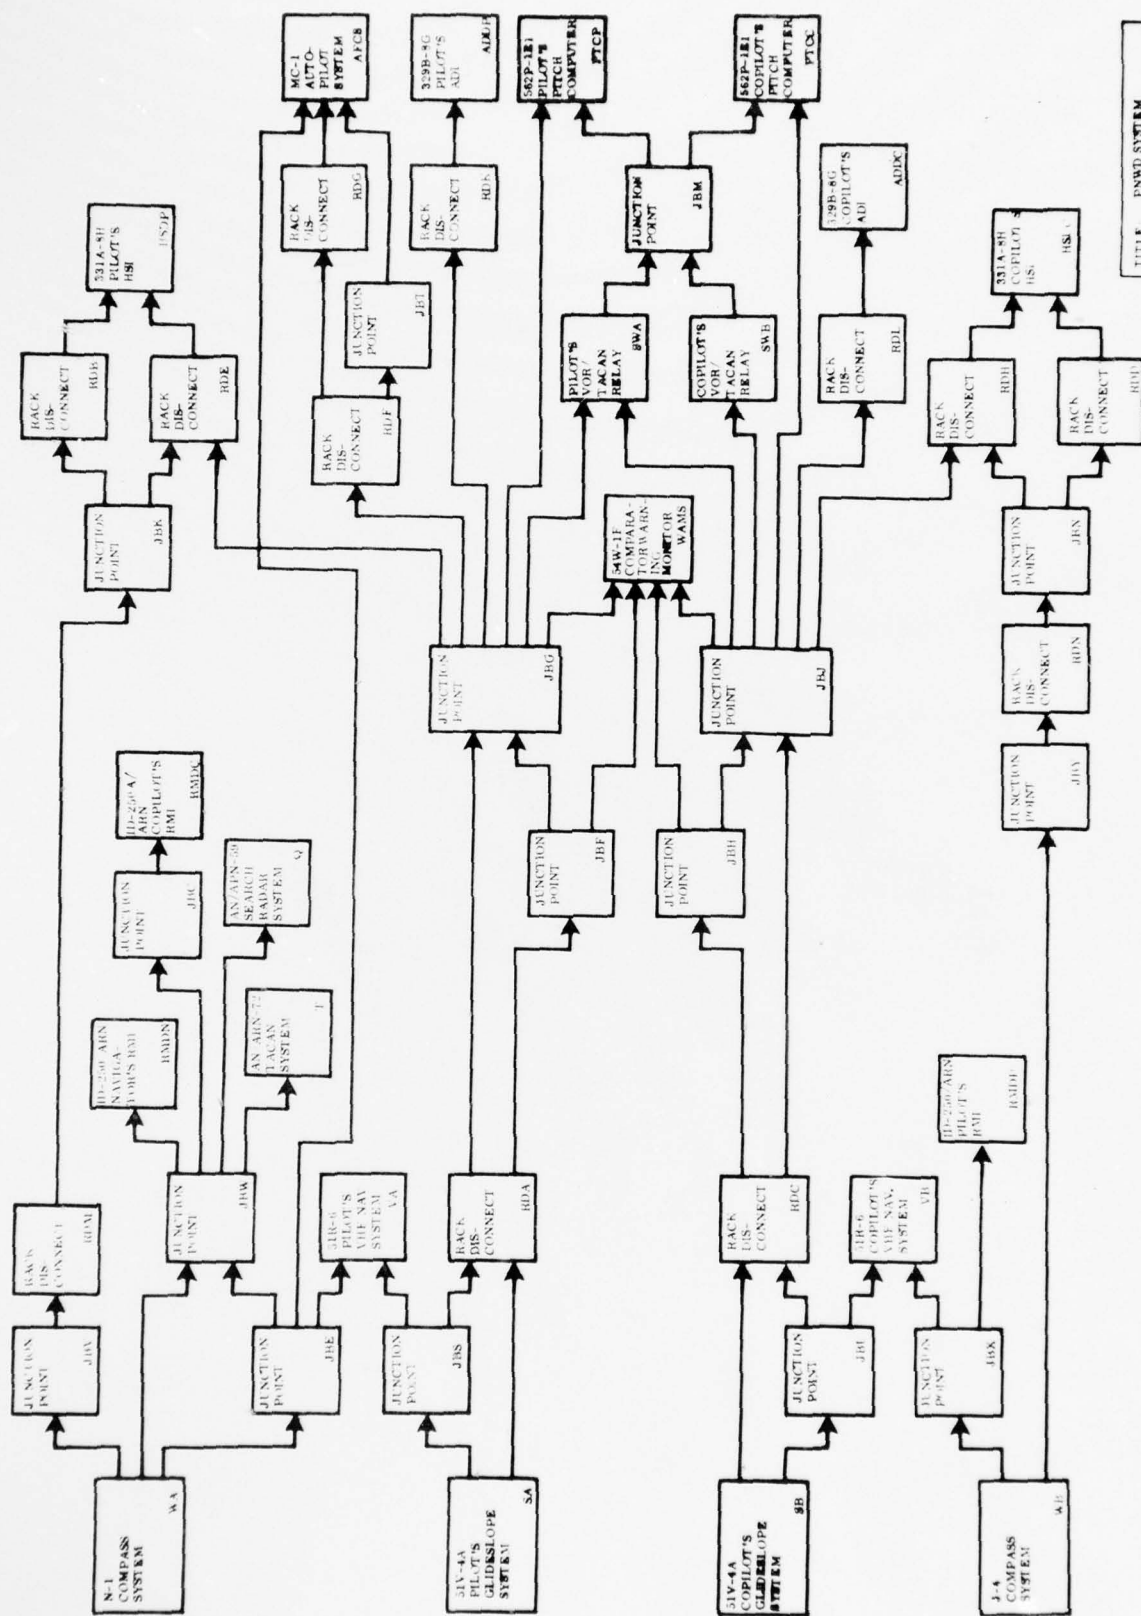 N-1
COMPASS
SYSTEM
WA
51V-4A
PILOT'S
GLIDESLOPE
SYSTEM
SA
51V-4A
COPILOT'S
GLIDESLOPE
SYSTEM
SB
J-4
COMPASS
SYSTEM
WB
JUNCTION
POINT
JBV
JUNCTION
POINT
JBE
JUNCTION
POINT
JBS
JUNCTION
POINT
JBU
JUNCTION
POINT
JBX
RACK
DIS-
CONNECT
RDM
JUNCTION
POINT
JBW
51R-6
PILOT'S
VHF NAV
SYSTEM
VA
RACK
DIS-
CONNECT
RDA
RACK
DIS-
CONNECT
RDC
51R-6
COPILOT'S
VHF NAV.
SYSTEM
VB
ID-250 ARN
NAVIGA-
TOR'S RMI
RMDN
AN ARN-72
TACAN
SYSTEM
T
ID-250/ARN
PILOT'S
RMI
RMDP
JUNCTION
POINT
JBC
AN/APN-59
SEARCH
RADAR
SYSTEM
Q
JUNCTION
POINT
JBF
JUNCTION
POINT
JBH
ID-250A/
ARN
COPILOT'S
RMI
RMDC
JUNCTION
POINT
JBG
JUNCTION
POINT
JBJ
JUNCTION
POINT
JBY
RACK
DIS-
CONNECT
RDN
JUNCTION
POINT
JBK
54W-1F
COMPARA-
TOR WARN-
ING
MONITOR
WAMS
JUNCTION
POINT
JBN
RACK
DIS-
CONNECT
RDB
RACK
DIS-
CONNECT
RDE
RACK
DIS-
CONNECT
RDF
RACK
DIS-
CONNECT
RDH
RACK
DIS-
CONNECT
RDD
JUNCTION
POINT
JBT
PILOT'S
VOR/
TACAN
RELAY
SWA
COPILOT'S
VOR/
TACAN
RELAY
SWB
RACK
DIS-
CONNECT
RDL
331A-8H
PILOT'S
HSI
HSDP
RACK
DIS-
CONNECT
RDG
RACK
DIS-
CONNECT
RDK
JUNCTION
POINT
JBM
329B-8G
COPILOT'S
ADI
ADDC
331A-8H
COPILOT'S
HSI
MC-1
AUTO-
PILOT
SYSTEM
AFCS
329B-8G
PILOT'S
ADI
ADDP
562P-1E1
PILOT'S
PITCH
COMPUTER
PTCP
562P-1E1
COPILOT'S
PITCH
COMPUTER
PTCC
TITLE PNWD SYSTEM